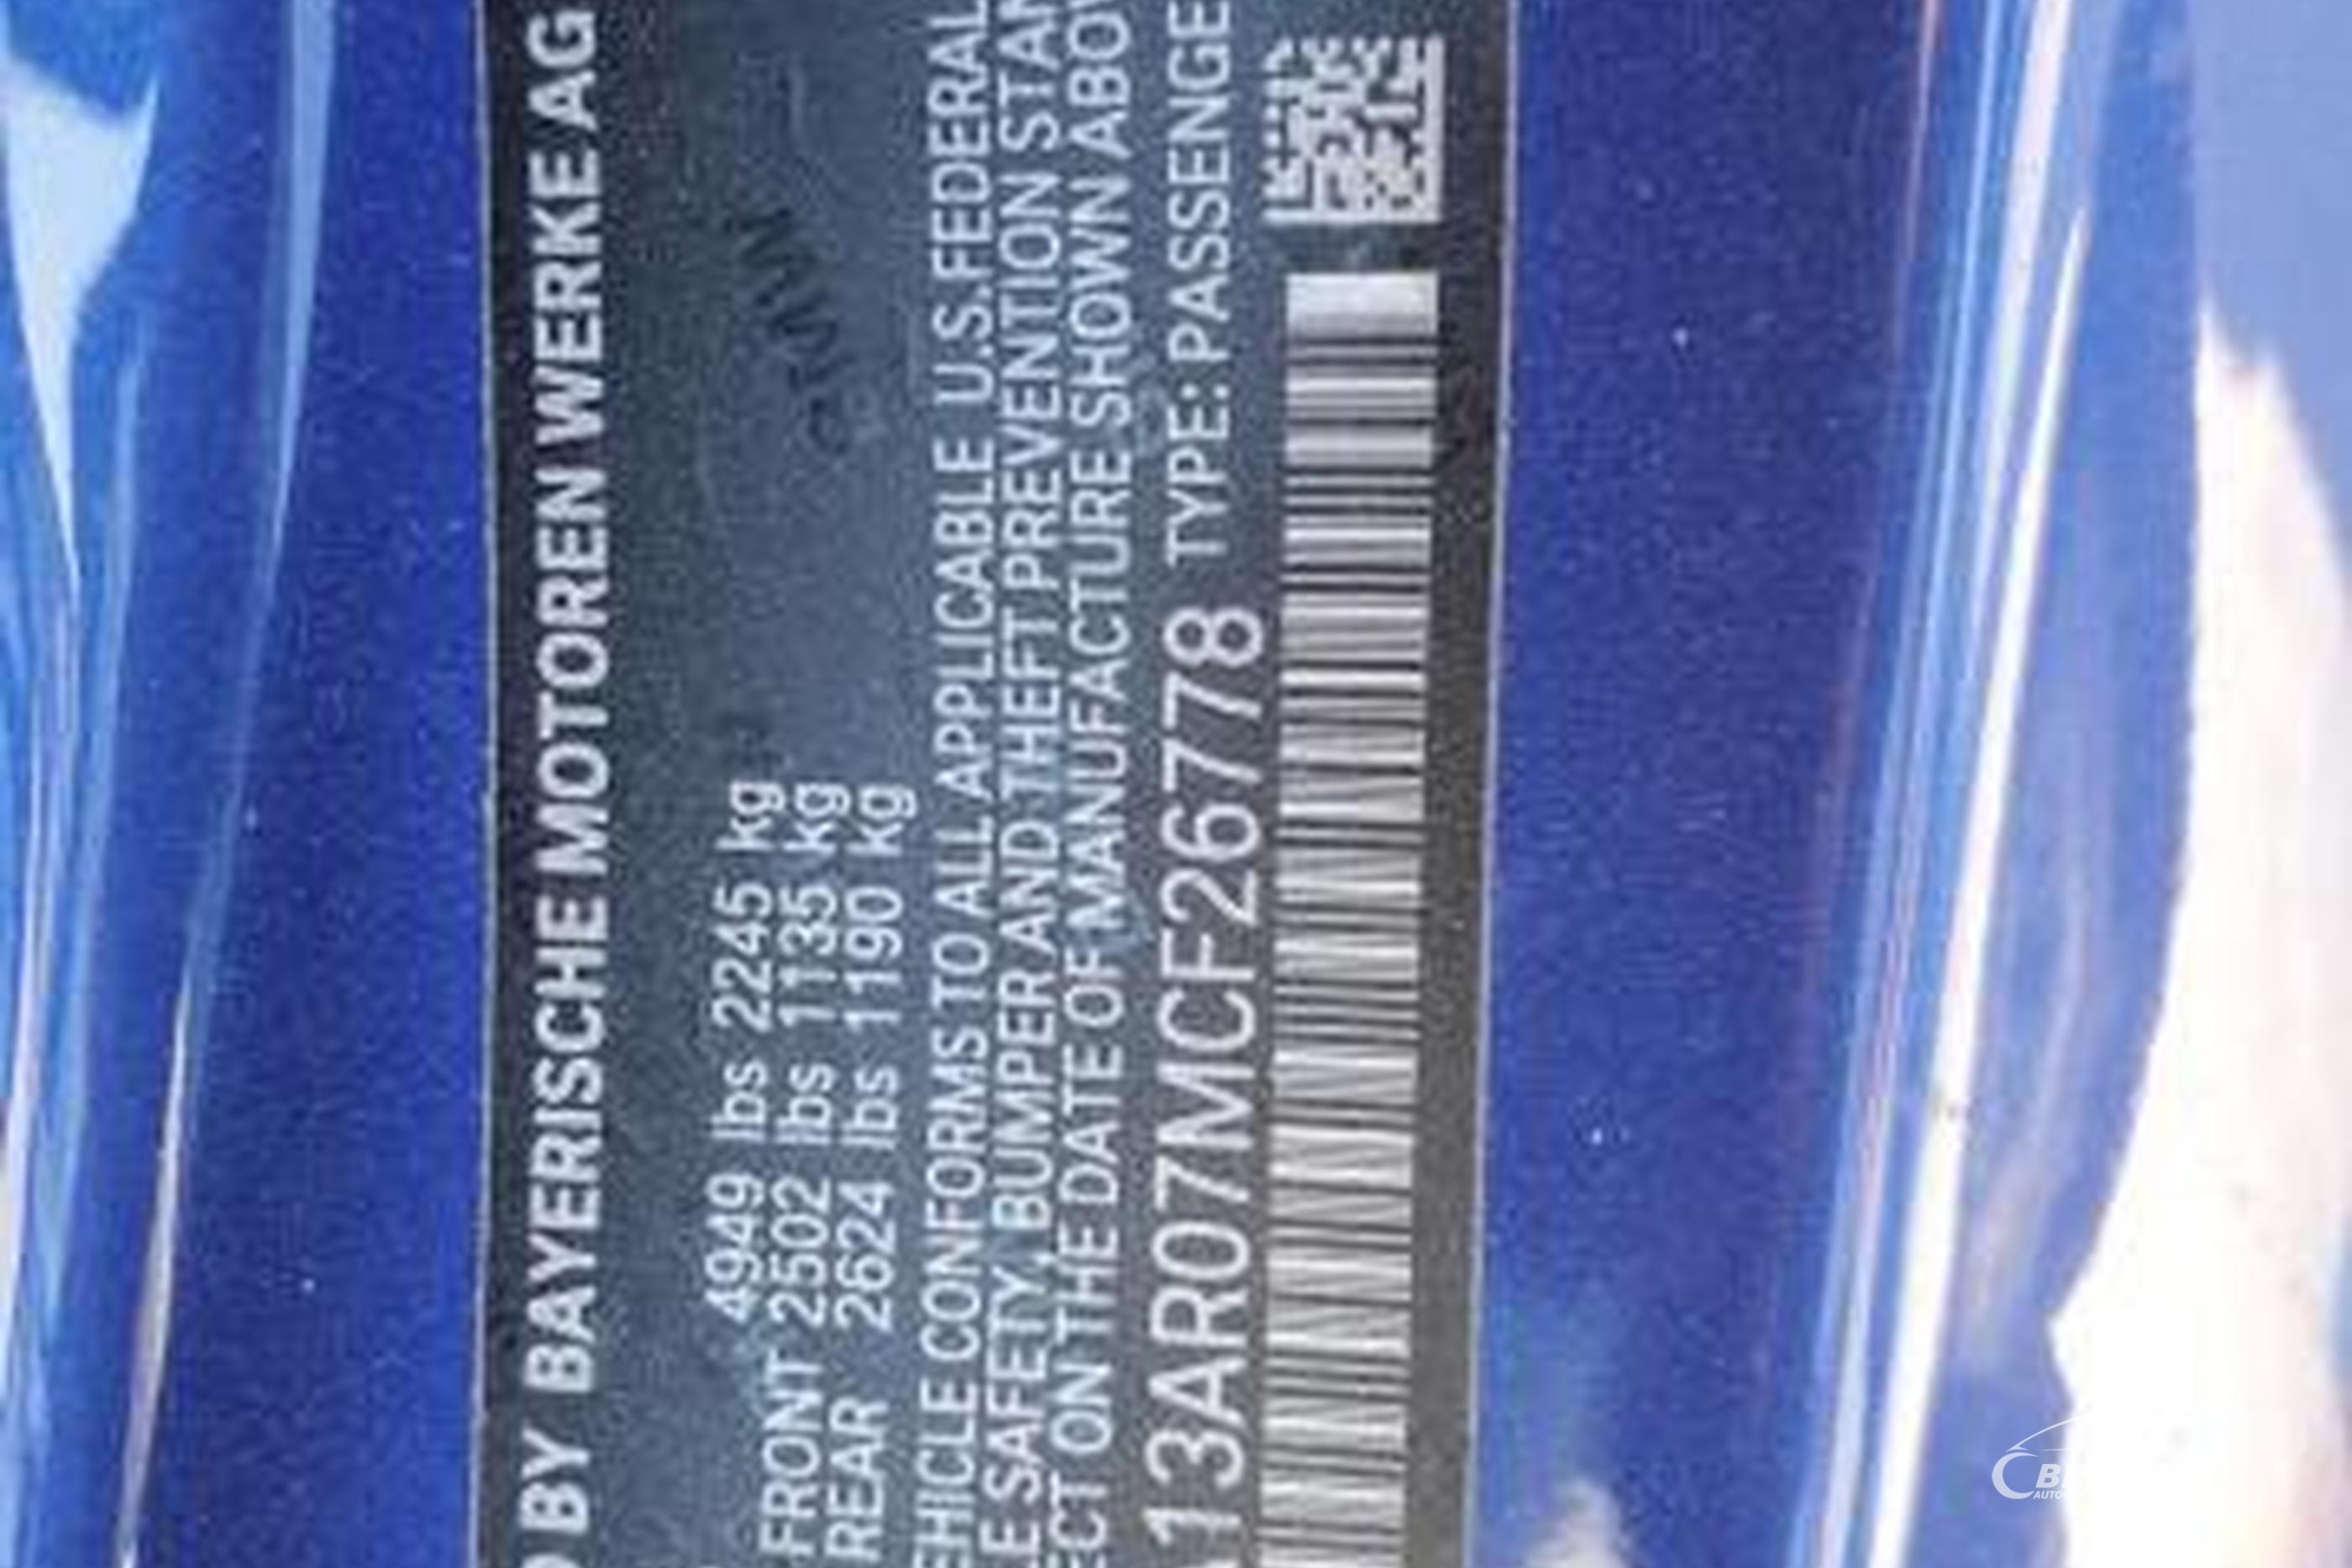 D BY BAYERISCHE MOTOREN WERKE AG
4949 lbs 2245 kg
FRONT 2502 lbs 1135 kg
REAR 2624 lbs 1190 kg
EHICLE CONFORMS TO ALL APPLICABLE U.S. FEDERAL
E SAFETY, BUMPER AND THEFT PREVENTION STAN
ECT ON THE DATE OF MANUFACTURE SHOWN ABOV
13AR07MCF26778 TYPE: PASSENGE